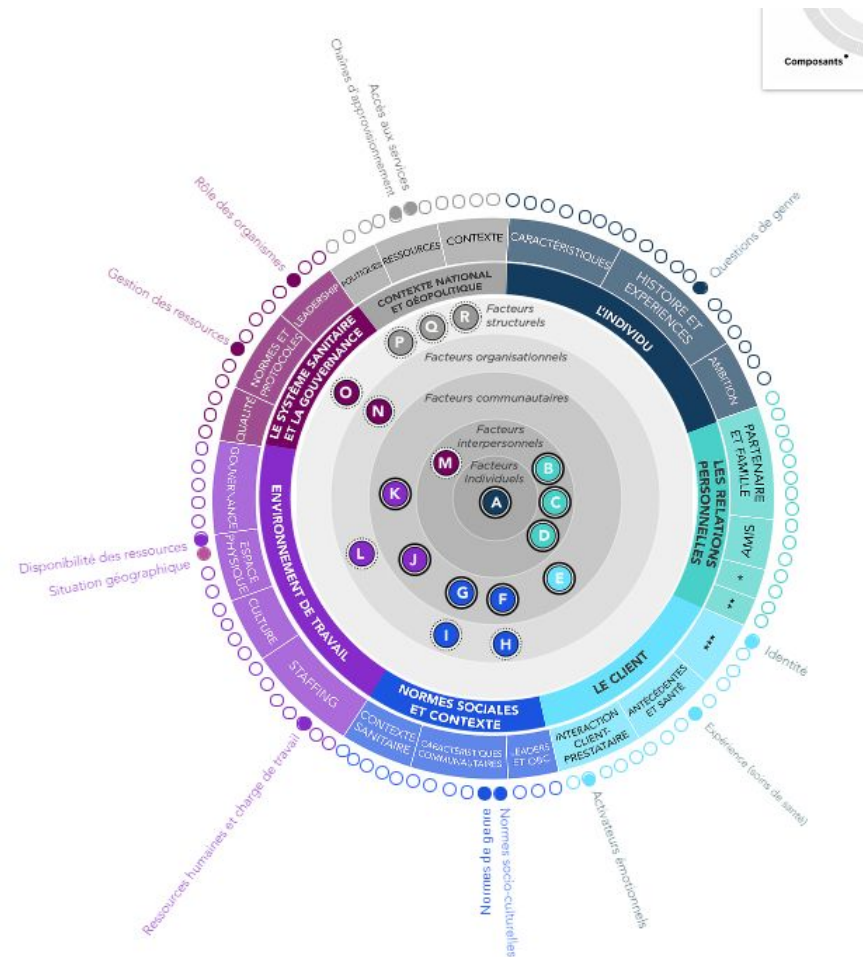 Composants*
Chaînes d'approvisionnement
Accès aux services
Rôle des organismes
Gestion des ressources
Questions de genre
POLITIQUES
RESSOURCES
CONTEXTE
CARACTÉRISTIQUES
HISTOIRE ET
EXPERIENCES
AMBITION
LEADERSHIP
NORMES ET
PROTOCOLES
QUALITÉ
CONTEXTE NATIONAL
ET GÉOPOLITIQUE
L'INDIVIDU
LE SYSTÈME SANITAIRE
ET LA GOUVERNANCE
P
Q
R
Facteurs
structurels
Facteurs organisationnels
O
N
Facteurs communautaires
Facteurs
interpersonnels
M
Facteurs
Individuels
A
B
C
D
K
L
J
E
G
F
I
H
PARTENAIRE
ET FAMILLE
AMIS
*
**
***
LES RELATIONS
PERSONNELLES
GOUVERNANCE
ESPACE
PHYSIQUE
CULTURE
STAFFING
ENVIRONNEMENT DE TRAVAIL
Disponibilité des ressources
Situation géographique
LE CLIENT
ANTÉCÉDENTES
ET SANTÉ
INTERACTION
CLIENT-
PRESTATAIRE
NORMES SOCIALES
ET CONTEXTE
CONTEXTE
SANITAIRE
CARACTÉRISTIQUES
COMMUNAUTAIRES
LEADERS
ET OBC
Identité
Expérience (soins de santé)
Activateurs émotionnels
Normes socio-culturelles
Normes de genre
Ressources humaines et charge de travail